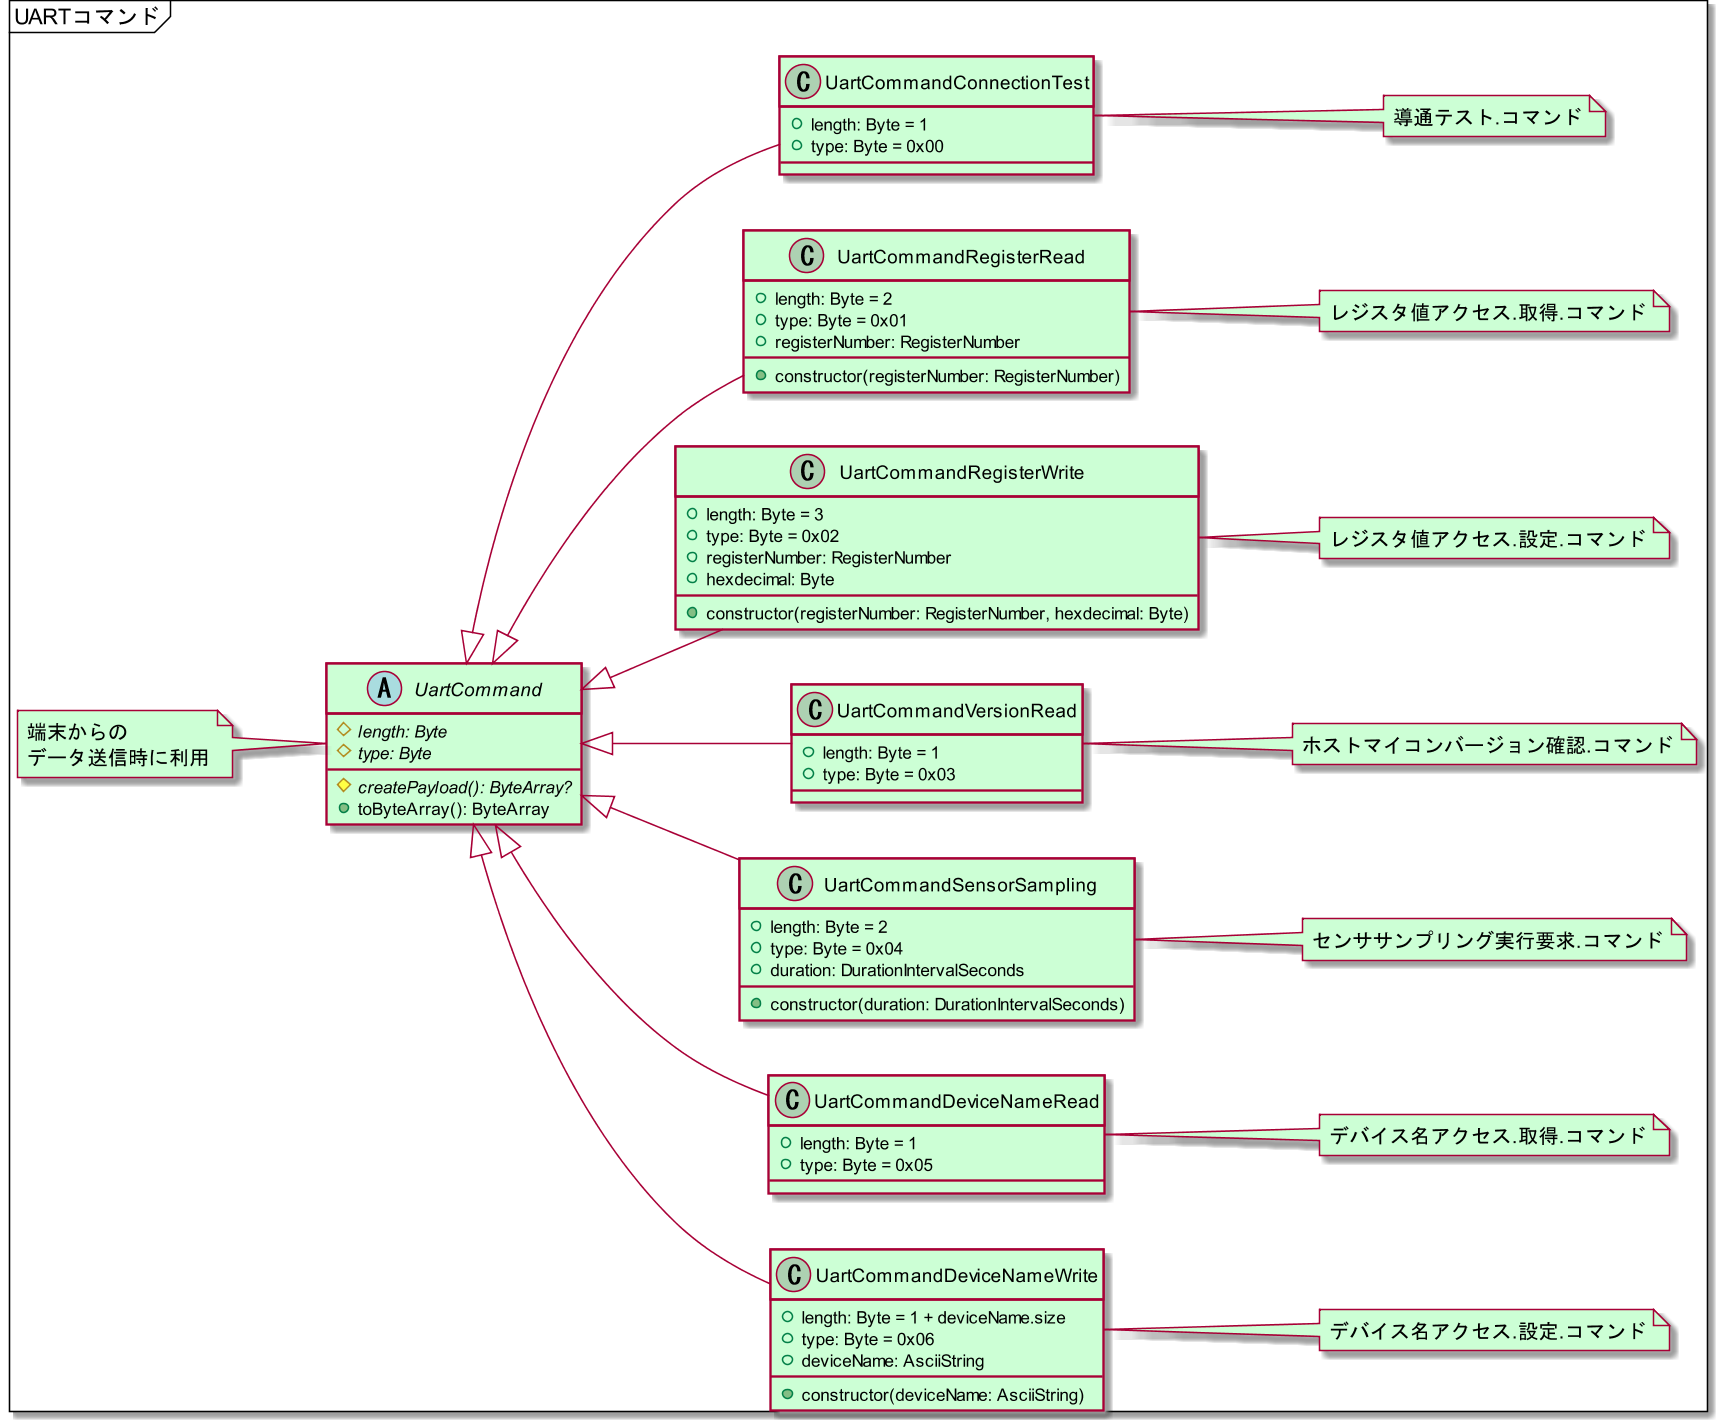 UARTコマンド
C UartCommandConnectionTest
length: Byte = 1
type: Byte = 0x00
導通テスト.コマンド
C UartCommandRegisterRead
length: Byte = 2
type: Byte = 0x01
registerNumber: RegisterNumber
constructor(registerNumber: RegisterNumber)
レジスタ値アクセス.取得.コマンド
C UartCommandRegisterWrite
length: Byte = 3
type: Byte = 0x02
registerNumber: RegisterNumber
hexdecimal: Byte
constructor(registerNumber: RegisterNumber, hexdecimal: Byte)
レジスタ値アクセス.設定.コマンド
端末からの
データ送信時に利用
A UartCommand
length: Byte
type: Byte
createPayload(): ByteArray?
toByteArray(): ByteArray
C UartCommandVersionRead
length: Byte = 1
type: Byte = 0x03
ホストマイコンバージョン確認.コマンド
C UartCommandSensorSampling
length: Byte = 2
type: Byte = 0x04
duration: DurationIntervalSeconds
constructor(duration: DurationIntervalSeconds)
センササンプリング実行要求.コマンド
C UartCommandDeviceNameRead
length: Byte = 1
type: Byte = 0x05
デバイス名アクセス.取得.コマンド
C UartCommandDeviceNameWrite
length: Byte = 1 + deviceName.size
type: Byte = 0x06
deviceName: AsciiString
constructor(deviceName: AsciiString)
デバイス名アクセス.設定.コマンド